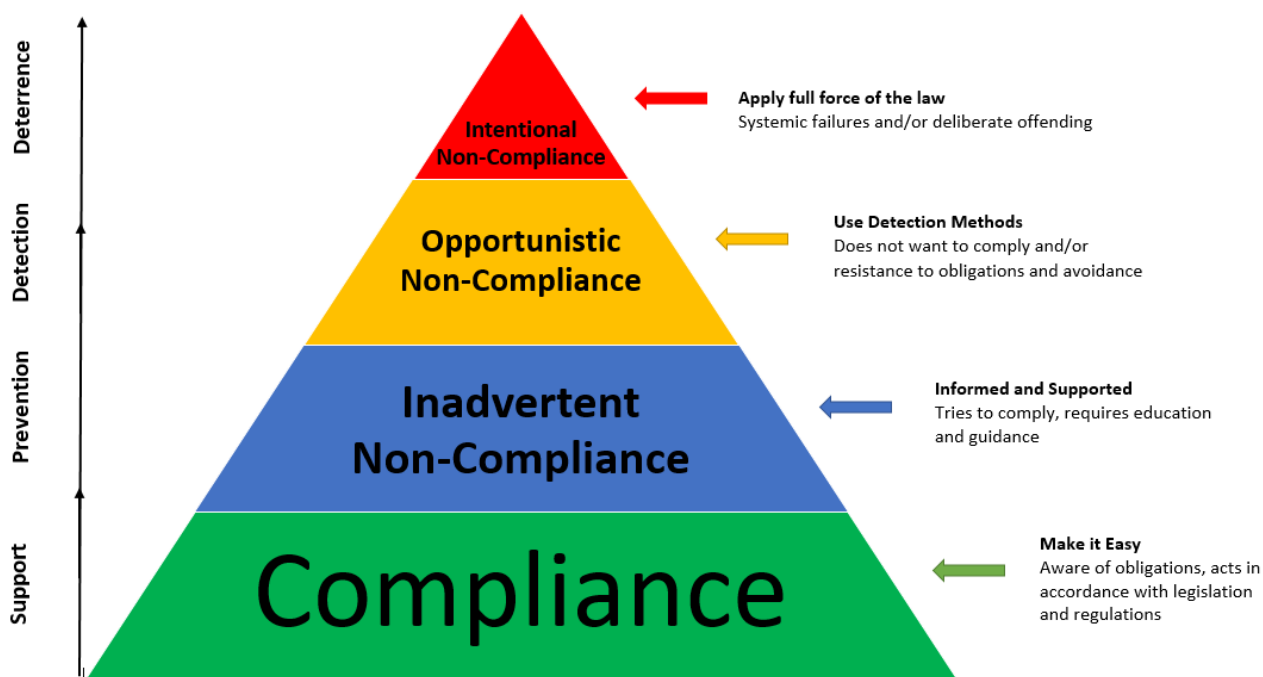 Deterrence
Intentional
Non-Compliance
Apply full force of the law
Systemic failures and/or deliberate offending
Detection
Opportunistic
Non-Compliance
Use Detection Methods
Does not want to comply and/or
resistance to obligations and avoidance
Prevention
Inadvertent
Non-Compliance
Informed and Supported
Tries to comply, requires education
and guidance
Support
Compliance
Make it Easy
Aware of obligations, acts in
accordance with legislation
and regulations